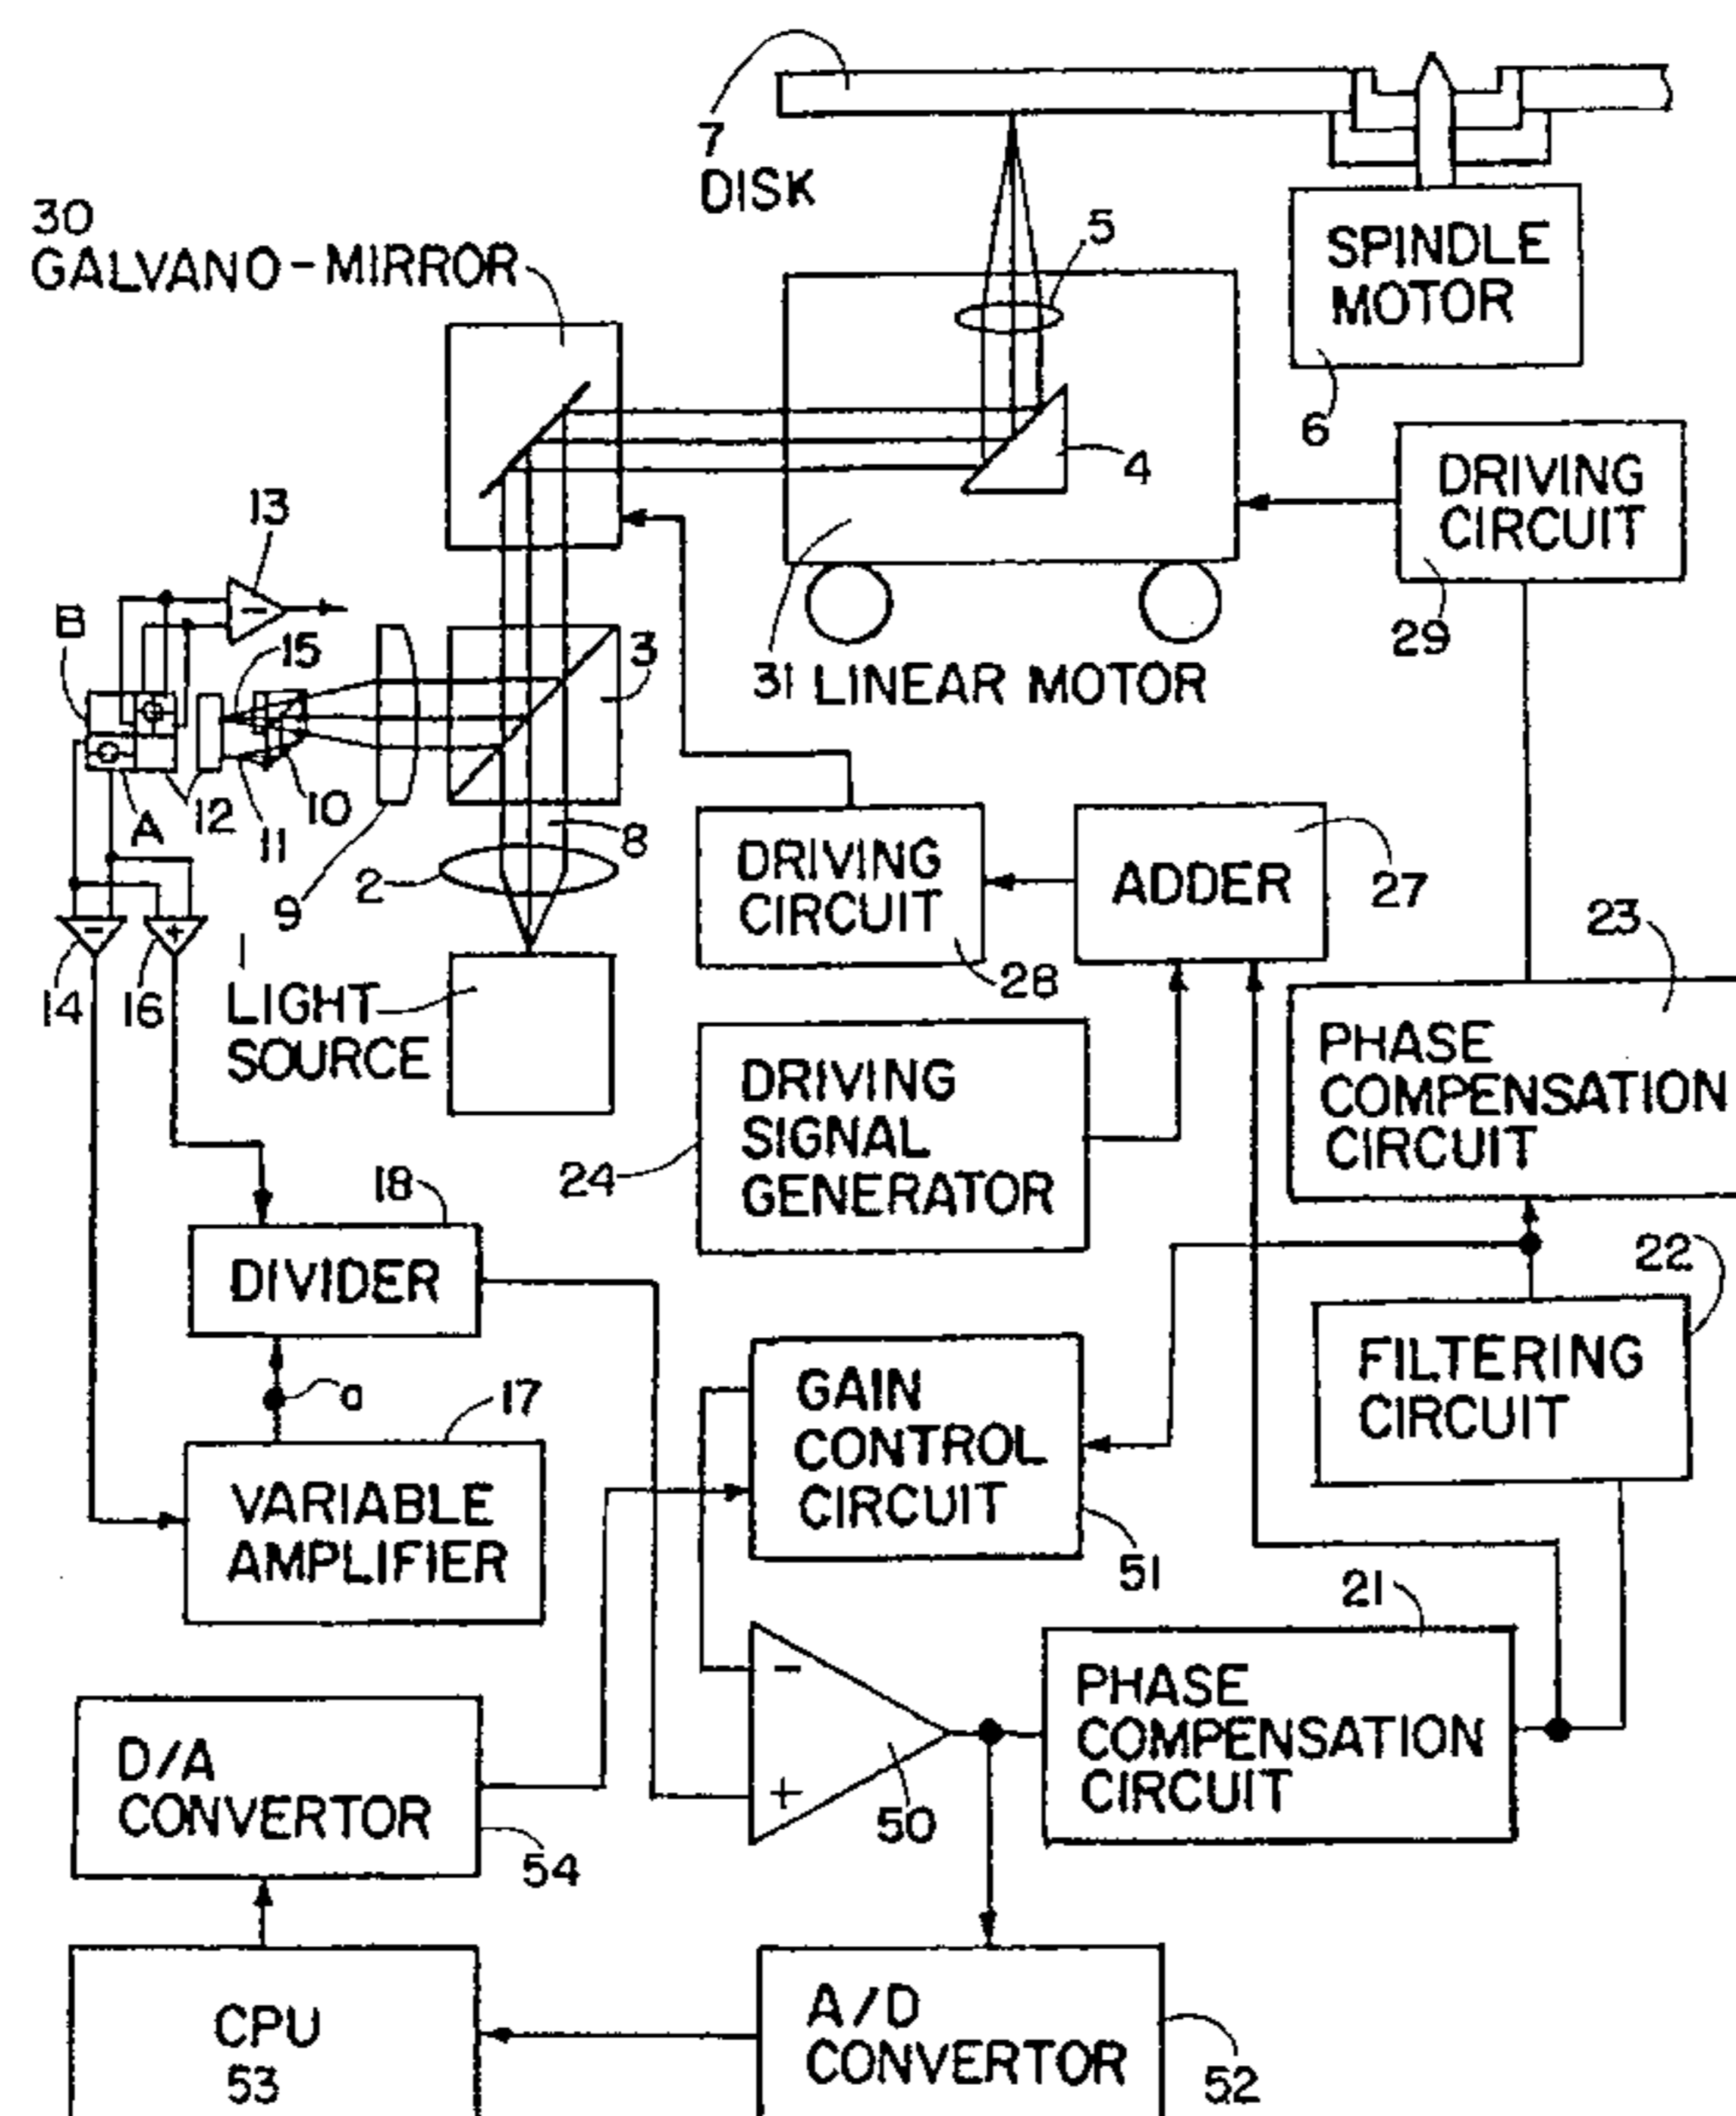 7
DISK
30
GALVANO-MIRROR
5
SPINDLE
MOTOR
6
4
DRIVING
CIRCUIT
29
13
B
15
3
31 LINEAR MOTOR
A
12
11
10
9
2
8
DRIVING
CIRCUIT
28
ADDER
27
23
14
16
1
LIGHT
SOURCE
DRIVING
SIGNAL
GENERATOR
24
PHASE
COMPENSATION
CIRCUIT
18
DIVIDER
22
FILTERING
CIRCUIT
a
17
VARIABLE
AMPLIFIER
GAIN
CONTROL
CIRCUIT
51
21
PHASE
COMPENSATION
CIRCUIT
-
+
50
D/A
CONVERTOR
54
CPU
53
A/D
CONVERTOR
52